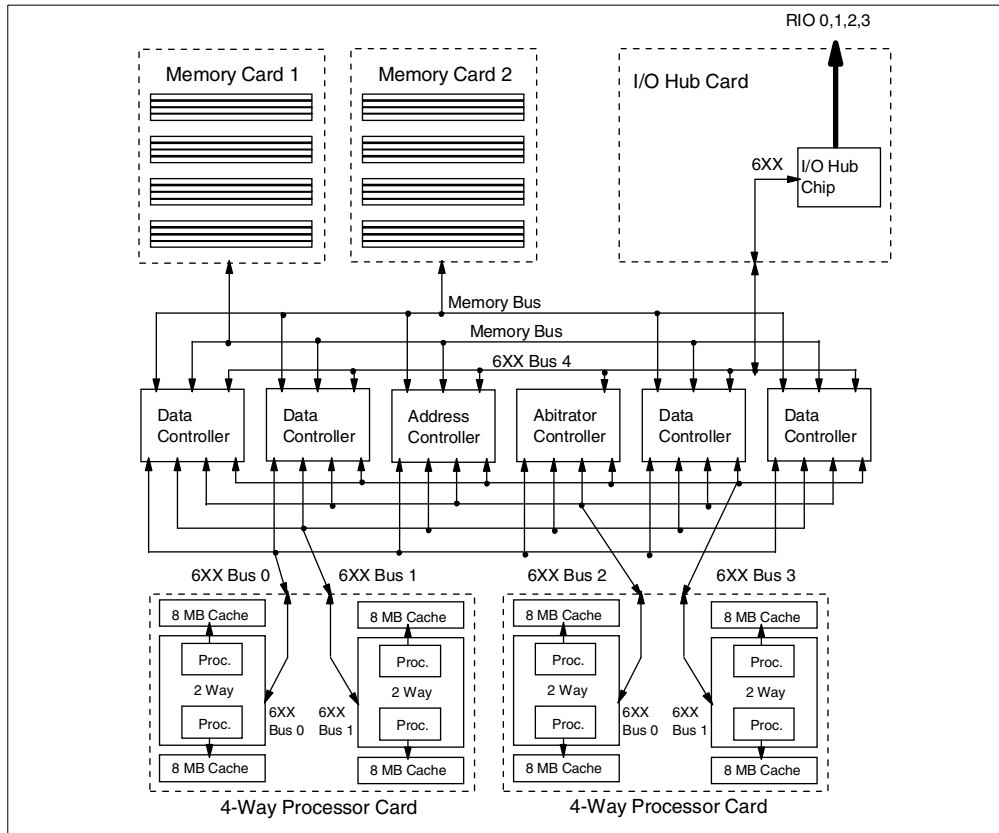 RIO 0,1,2,3
Memory Card 1
Memory Card 2
I/O Hub Card
6XX
I/O Hub
Chip
Memory Bus
Memory Bus
6XX Bus 4
Data
Controller
Data
Controller
Address
Controller
Abitrator
Controller
Data
Controller
Data
Controller
6XX Bus 0
6XX Bus 1
6XX Bus 2
6XX Bus 3
8 MB Cache
Proc.
2 Way
Proc.
8 MB Cache
6XX
Bus 0
6XX
Bus 1
8 MB Cache
Proc.
2 Way
Proc.
8 MB Cache
4-Way Processor Card
8 MB Cache
Proc.
2 Way
Proc.
8 MB Cache
6XX
Bus 0
6XX
Bus 1
8 MB Cache
Proc.
2 Way
Proc.
8 MB Cache
4-Way Processor Card